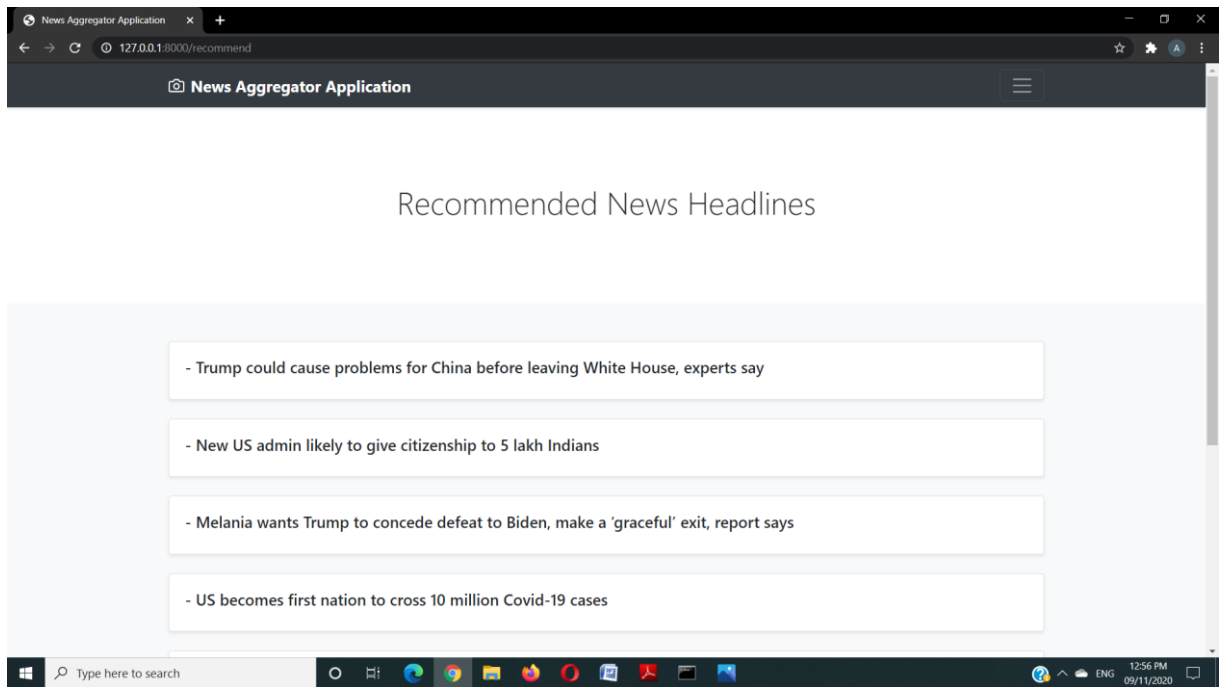 News Aggregator Application
127.0.0.1:8000/recommend
A
News Aggregator Application
Recommended News Headlines
- Trump could cause problems for China before leaving White House, experts say
- New US admin likely to give citizenship to 5 lakh Indians
- Melania wants Trump to concede defeat to Biden, make a ‘graceful’ exit, report says
- US becomes first nation to cross 10 million Covid-19 cases
Type here to search
ENG
12:56 PM
09/11/2020